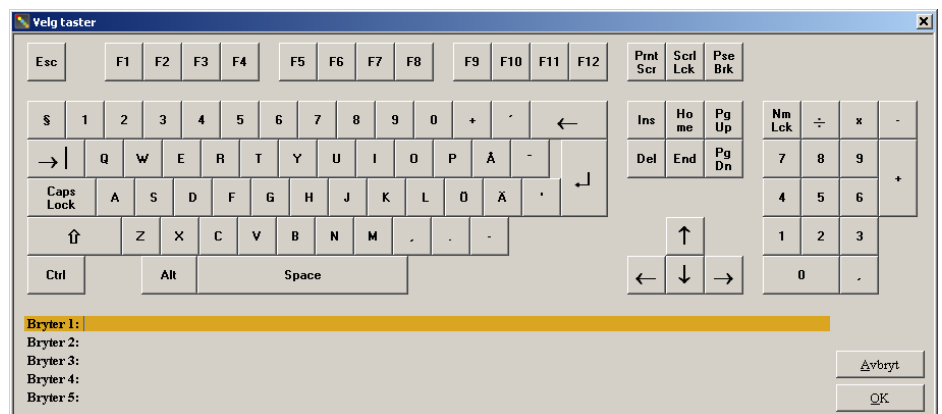 Velg taster
Esc F1 F2 F3 F4 F5 F6 F7 F8 F9 F10 F11 F12 Prnt Scr Scrl Lck Pse Brk
§ 1 2 3 4 5 6 7 8 9 0 + ´ ← Ins Ho me Pg Up Nm Lck ÷ x -
→| Q W E R T Y U I O P Å ¨ Del End Pg Dn 7 8 9 +
Caps Lock A S D F G H J K L Ö Ä ' ↵ 4 5 6
⇧ Z X C V B N M , . - ↑ 1 2 3
Ctrl Alt Space ← ↓ → 0 ,
Bryter 1:
Bryter 2:
Bryter 3:
Bryter 4:
Bryter 5:
Avbryt
OK